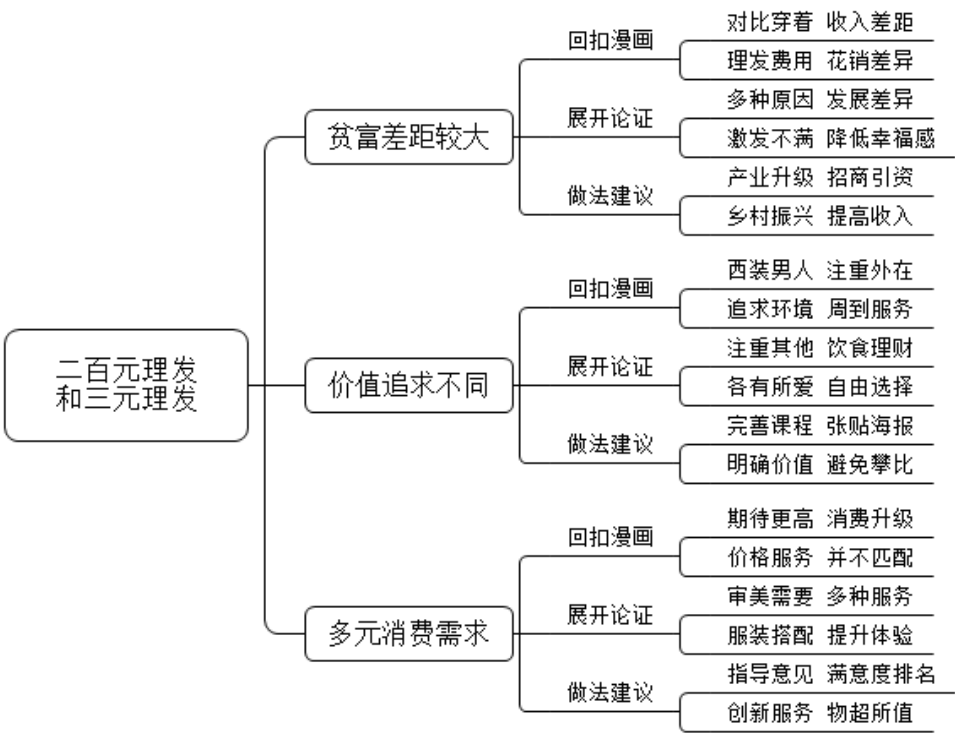 二百元理发
和三元理发
贫富差距较大
回扣漫画
对比穿着 收入差距
理发费用 花销差异
展开论证
多种原因 发展差异
激发不满 降低幸福感
做法建议
产业升级 招商引资
乡村振兴 提高收入
价值追求不同
回扣漫画
西装男人 注重外在
追求环境 周到服务
展开论证
注重其他 饮食理财
各有所爱 自由选择
做法建议
完善课程 张贴海报
明确价值 避免攀比
多元消费需求
回扣漫画
期待更高 消费升级
价格服务 并不匹配
展开论证
审美需要 多种服务
服装搭配 提升体验
做法建议
指导意见 满意度排名
创新服务 物超所值